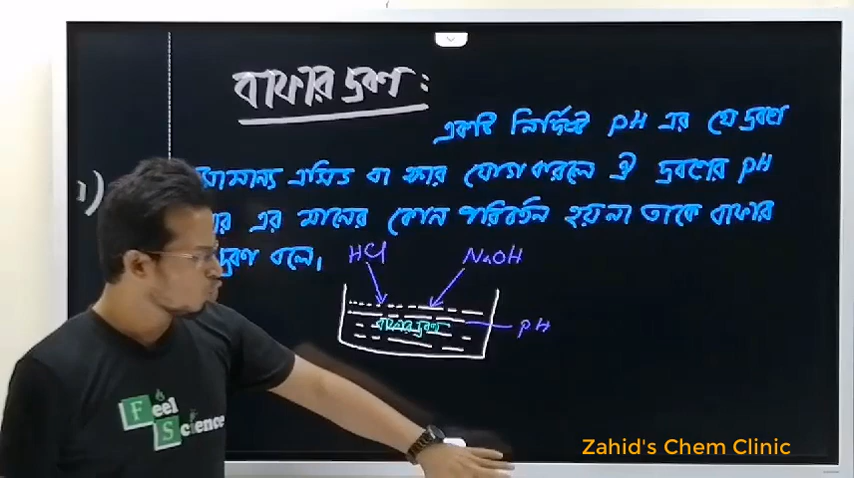 বাফার দ্রবণ :
একটি নির্দিষ্ট pH এর যে দ্রবণে
১) সামান্য এসিড বা ক্ষার যোগ করলে ঐ দ্রবণের pH
এর মানের কোন পরিবর্তন হয় না তাকে বাফার
দ্রবণ বলে।
HCl NaOH
বাফার দ্রবণ
pH
Feel
Science
Zahid's Chem Clinic